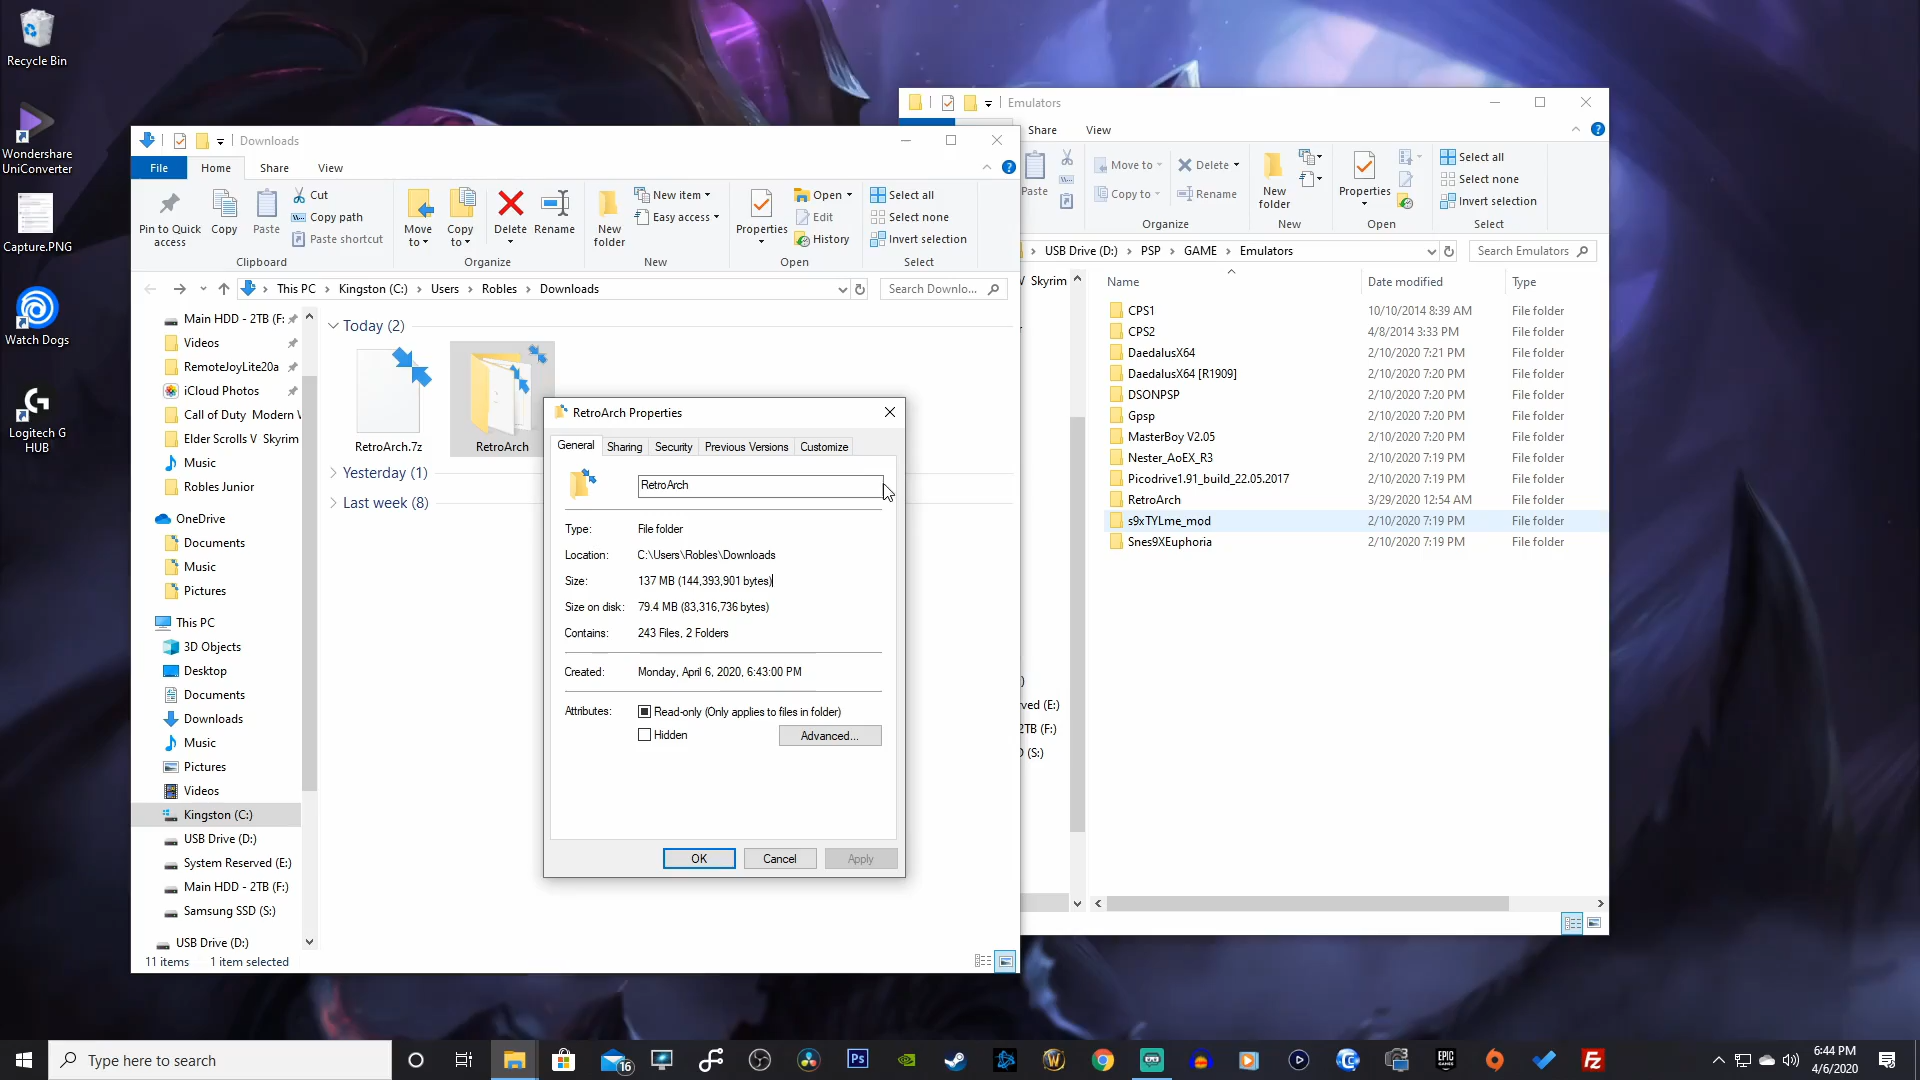 Recycle Bin
Wondershare
UniConverter
Capture.PNG
Watch Dogs
Logitech G
HUB
Downloads
File
Home
Share
View
Pin to Quick
access
Copy
Paste
Cut
Copy path
Paste shortcut
Clipboard
Move
to
Copy
to
Delete
Rename
Organize
New
folder
New item
Easy access
New
Properties
Open
Edit
History
Open
Select all
Select none
Invert selection
Select
This PC > Kingston (C:) > Users > Robles > Downloads
Search Downlo...
Main HDD - 2TB (F:
Videos
RemoteJoyLite20a
iCloud Photos
Call of Duty Modern
Elder Scrolls V Skyrim
Music
Robles Junior
OneDrive
Documents
Music
Pictures
This PC
3D Objects
Desktop
Documents
Downloads
Music
Pictures
Videos
Kingston (C:)
USB Drive (D:)
System Reserved (E:)
Main HDD - 2TB (F:)
Samsung SSD (S:)
USB Drive (D:)
11 items 1 item selected
Today (2)
RetroArch.7z
RetroArch
Yesterday (1)
Last week (8)
RetroArch Properties
General
Sharing
Security
Previous Versions
Customize
RetroArch
Type: File folder
Location: C:\Users\Robles\Downloads
Size: 137 MB (144,393,901 bytes)
Size on disk: 79.4 MB (83,316,736 bytes)
Contains: 243 Files, 2 Folders
Created: Monday, April 6, 2020, 6:43:00 PM
Attributes: Read-only (Only applies to files in folder)
Hidden
Advanced...
OK
Cancel
Apply
Emulators
Share
View
Paste
Move to
Copy to
Delete
Rename
Organize
New
folder
New
Properties
Open
Select all
Select none
Invert selection
Select
USB Drive (D:) > PSP > GAME > Emulators
Search Emulators
Skyrim
ved (E:)
2TB (F:)
(S:)
Name Date modified Type
CPS1 10/10/2014 8:39 AM File folder
CPS2 4/8/2014 3:33 PM File folder
DaedalusX64 2/10/2020 7:21 PM File folder
DaedalusX64 [R1909] 2/10/2020 7:20 PM File folder
DSONPSP 2/10/2020 7:20 PM File folder
Gpsp 2/10/2020 7:20 PM File folder
MasterBoy V2.05 2/10/2020 7:20 PM File folder
Nester_AoEX_R3 2/10/2020 7:19 PM File folder
Picodrive1.91_build_22.05.2017 2/10/2020 7:19 PM File folder
RetroArch 3/29/2020 12:54 AM File folder
s9xTYLme_mod 2/10/2020 7:19 PM File folder
Snes9XEuphoria 2/10/2020 7:19 PM File folder
Type here to search
16
Ps
EPIC
GAMES
Fz
6:44 PM
4/6/2020